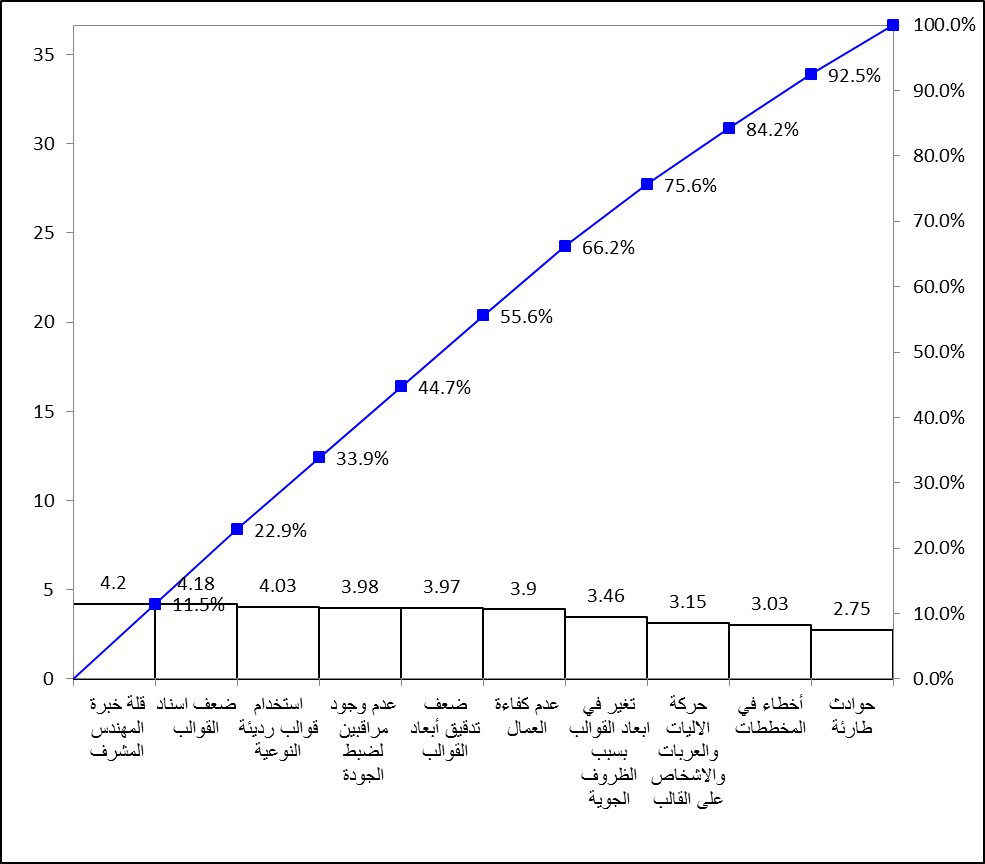 100.0%
92.5%
35
90.0%
84.2%
30
80.0%
75.6%
70.0%
25
66.2%
60.0%
20
55.6%
50.0%
15
44.7%
40.0%
33.9%
30.0%
10
22.9%
20.0%
4.2
4.18
4.03
3.98
3.97
3.9
3.46
3.15
3.03
2.75
5
11.5%
10.0%
0
0.0%
قلة خبرة
المهندس
المشرف
ضعف اسناد
القوالب
استخدام
قوالب رديئة
النوعية
عدم وجود
مراقبين
لضبط
الجودة
ضعف
تدقيق أبعاد
القوالب
عدم كفاءة
العمال
تغير في
ابعاد القوالب
بسبب
الظروف
الجوية
حركة
الاليات
والعربات
والاشخاص
على القالب
أخطاء في
المخططات
حوادث
طارئة